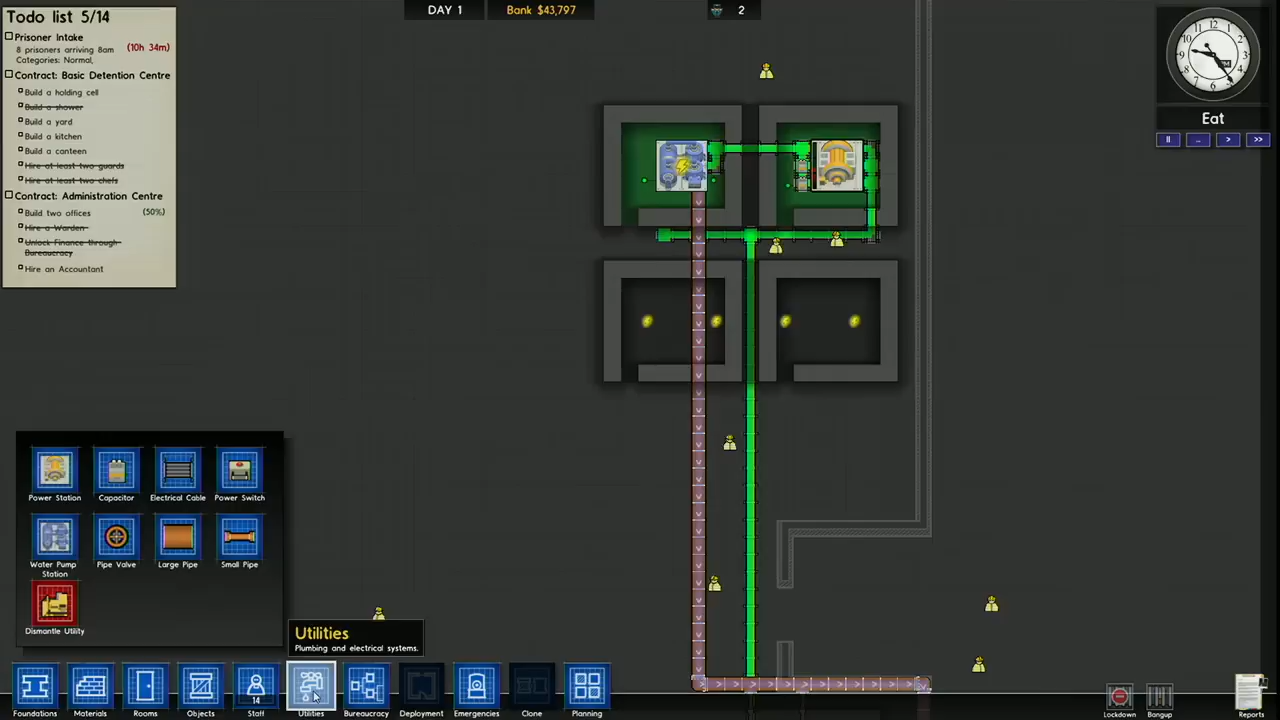 DAY 1
Bank $43,797
2
Todo list 5/14
Prisoner Intake
8 prisoners arriving 8am
(10h 34m)
Categories: Normal,
Contract: Basic Detention Centre
Build a holding cell
Build a shower
Build a yard
Build a kitchen
Build a canteen
Hire at least two guards
Hire at least two chefs
Contract: Administration Centre
Build two offices (50%)
Hire a Warden
Unlock Finance through
Bureaucracy
Hire an Accountant
Eat
Power Station
Capacitor
Electrical Cable
Power Switch
Water Pump
Station
Pipe Valve
Large Pipe
Small Pipe
Dismantle Utility
Utilities
Plumbing and electrical systems.
14
Foundations
Materials
Rooms
Objects
Staff
Utilities
Bureaucracy
Deployment
Emergencies
Clone
Planning
Lockdown
Bangup
Reports